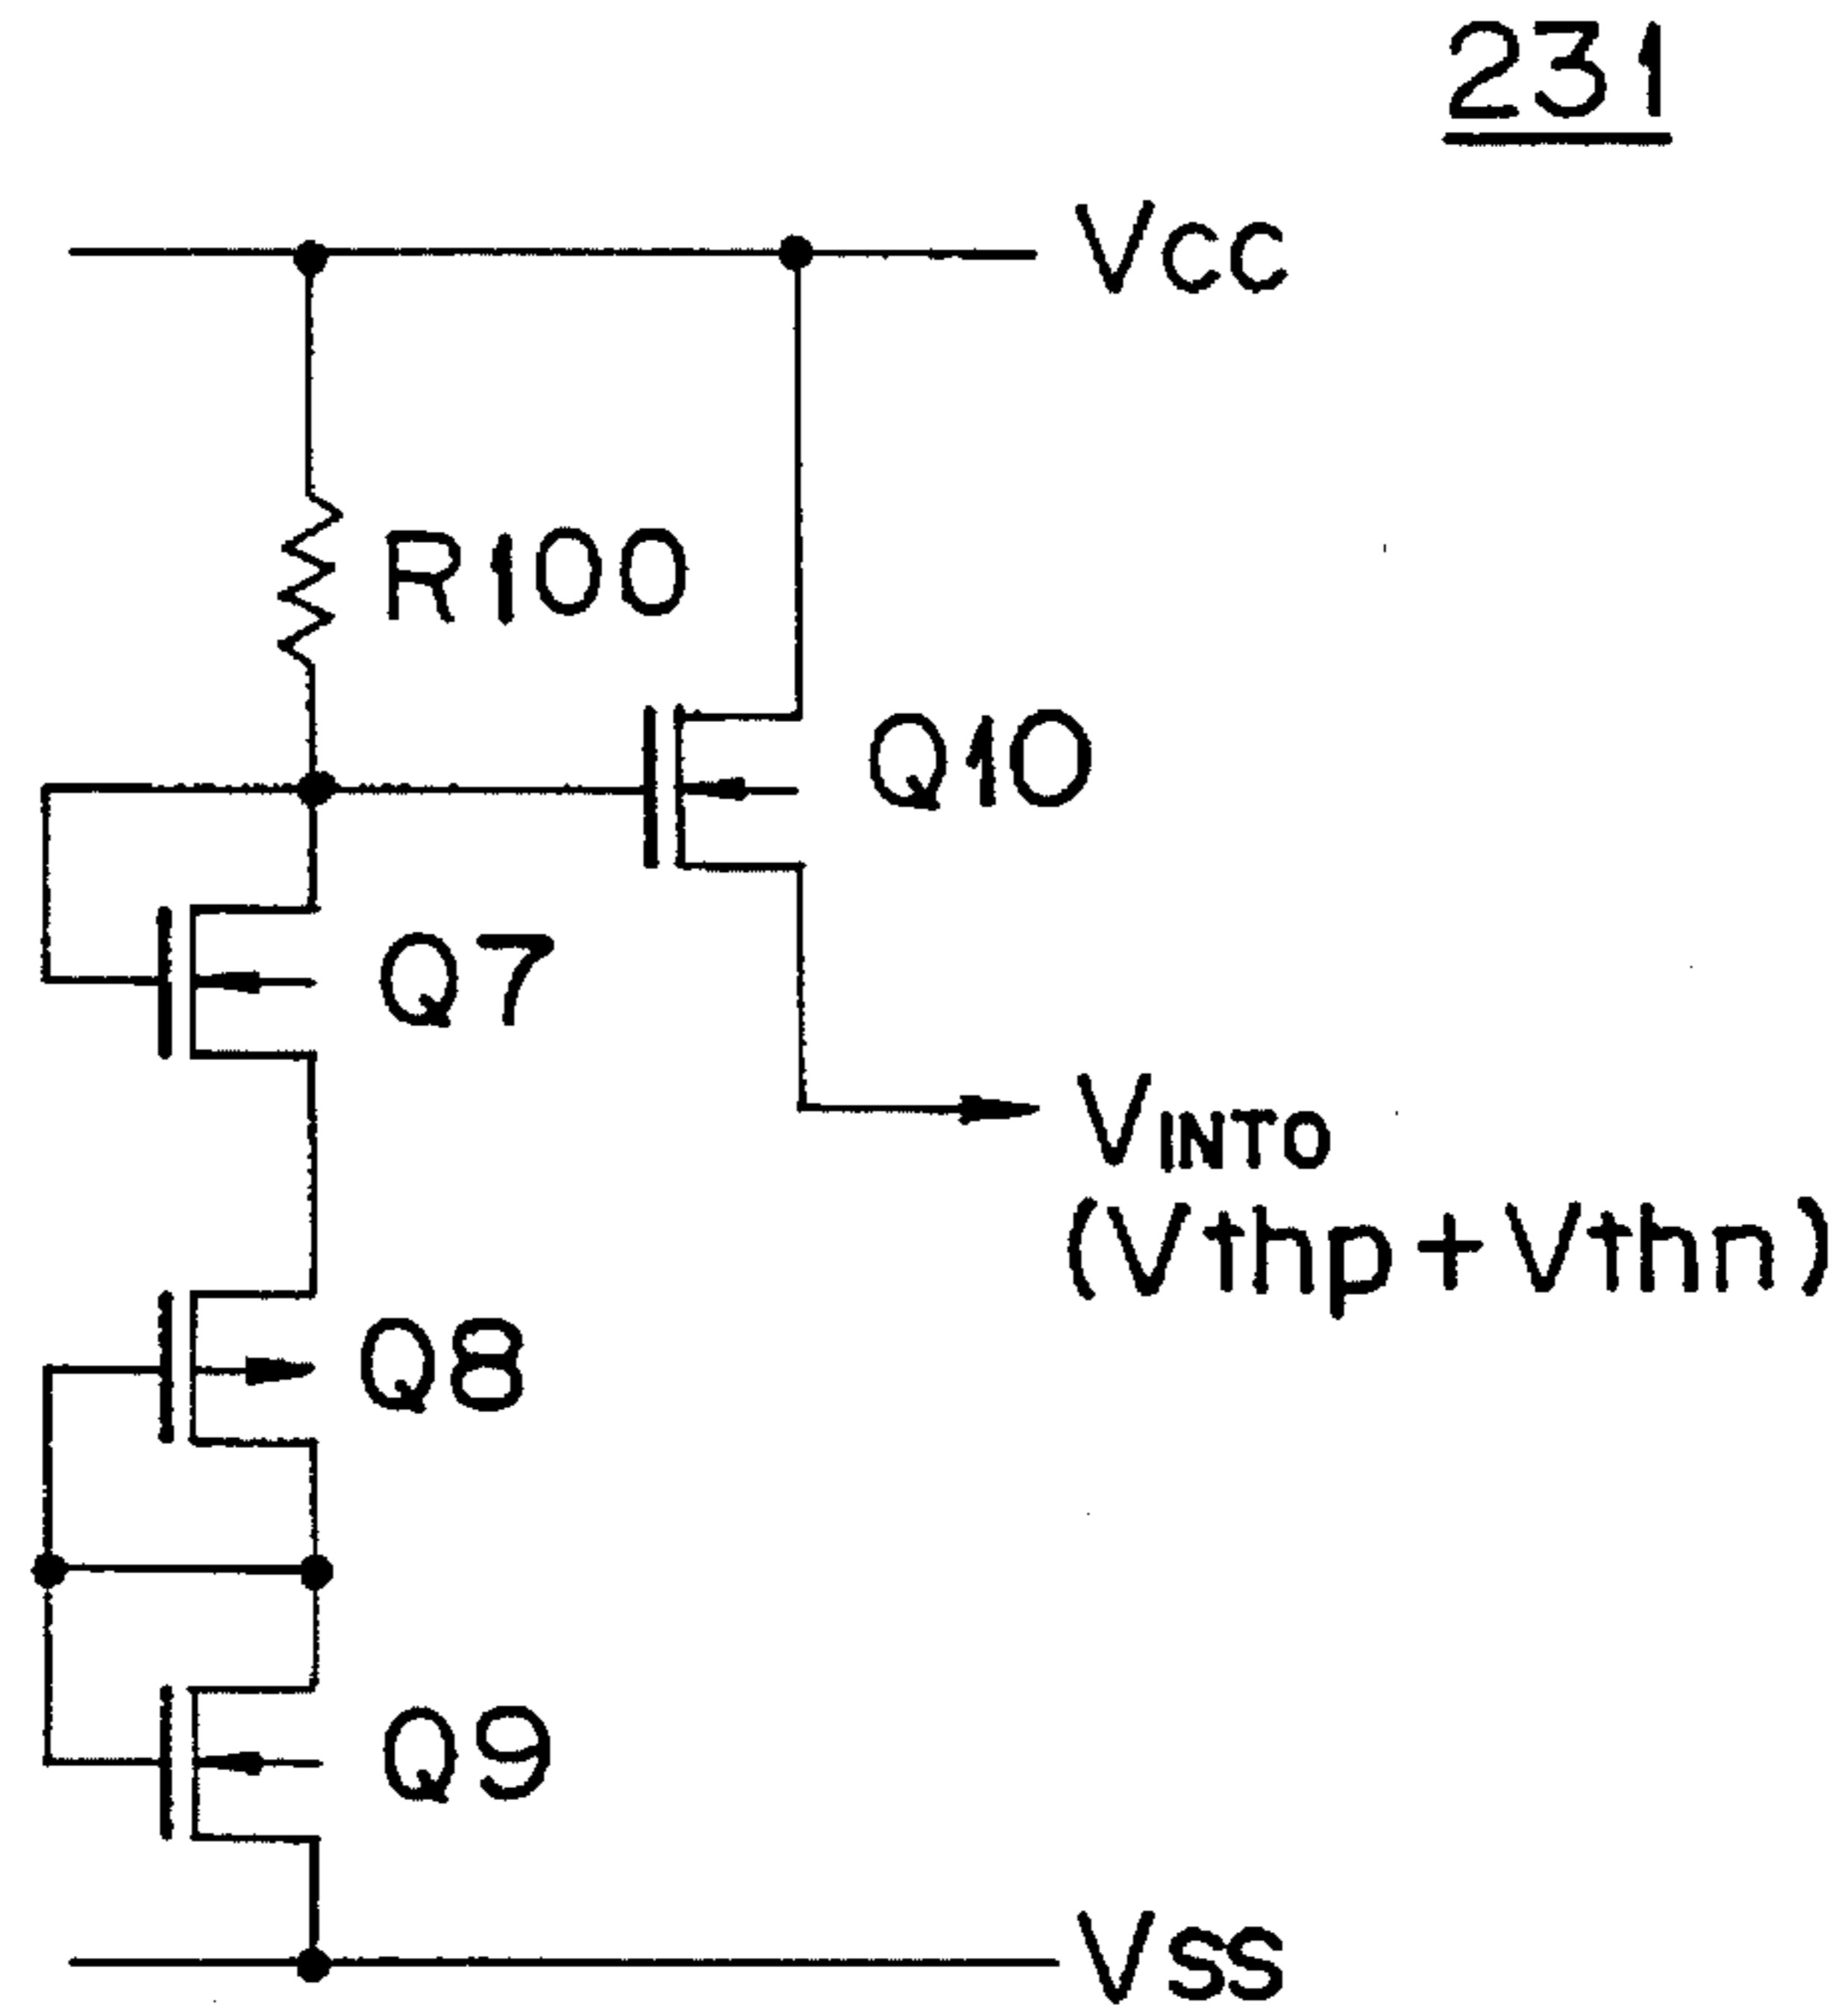 231
Vcc
R100
Q10
Q7
VINTO
(Vthp+Vthn)
Q8
Q9
Vss